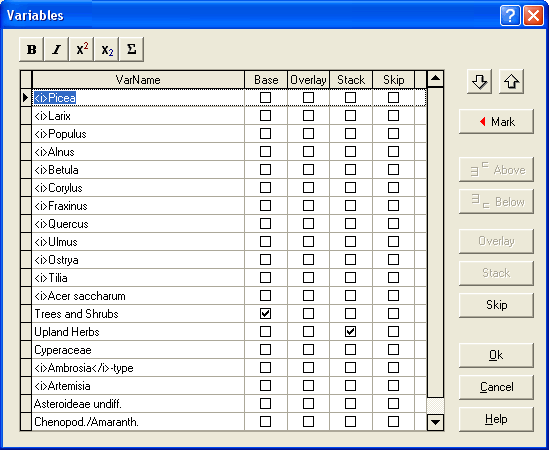 Variables
B I X² X₂ Σ
VarName Base Overlay Stack Skip
<i>Picea
<i>Larix
<i>Populus
<i>Alnus
<i>Betula
<i>Corylus
<i>Fraxinus
<i>Quercus
<i>Ulmus
<i>Ostrya
<i>Tilia
<i>Acer saccharum
Trees and Shrubs
Upland Herbs
Cyperaceae
<i>Ambrosia</i>-type
<i>Artemisia
Asteroideae undiff.
Chenopod./Amaranth.
Mark
Above
Below
Overlay
Stack
Skip
Ok
Cancel
Help